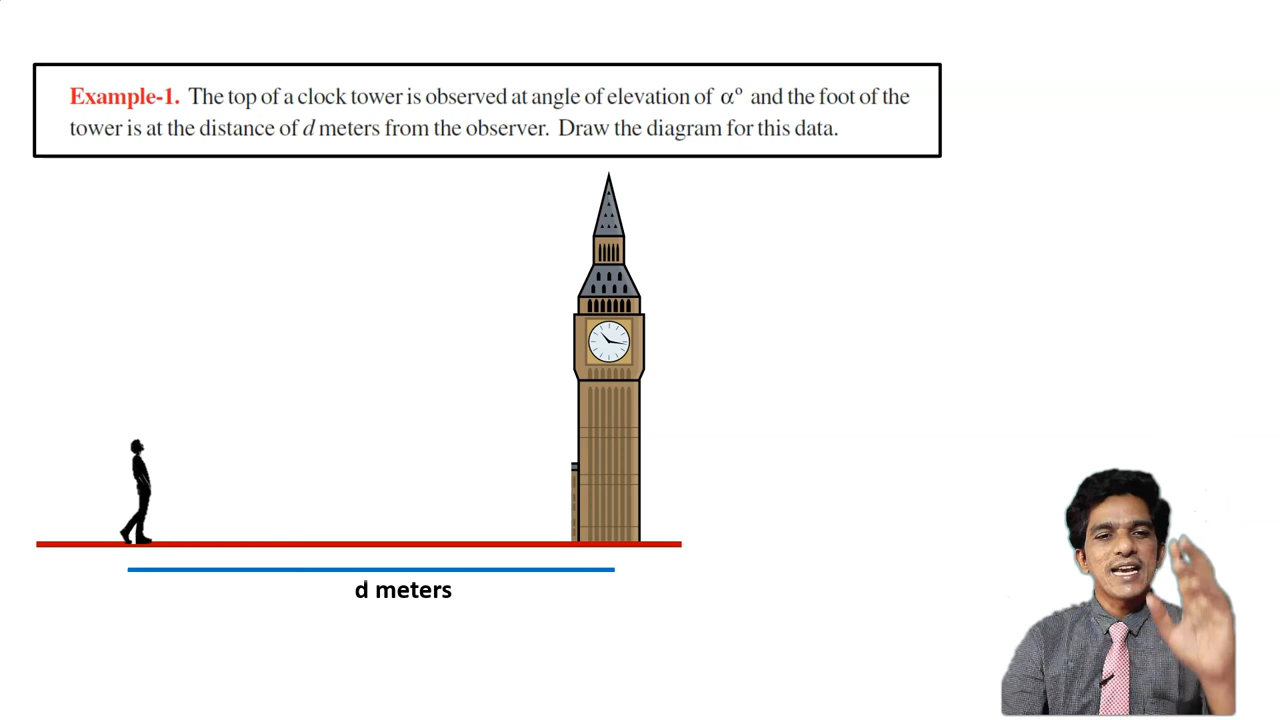 Example-1. The top of a clock tower is observed at angle of elevation of α° and the foot of the
tower is at the distance of d meters from the observer. Draw the diagram for this data.
d meters